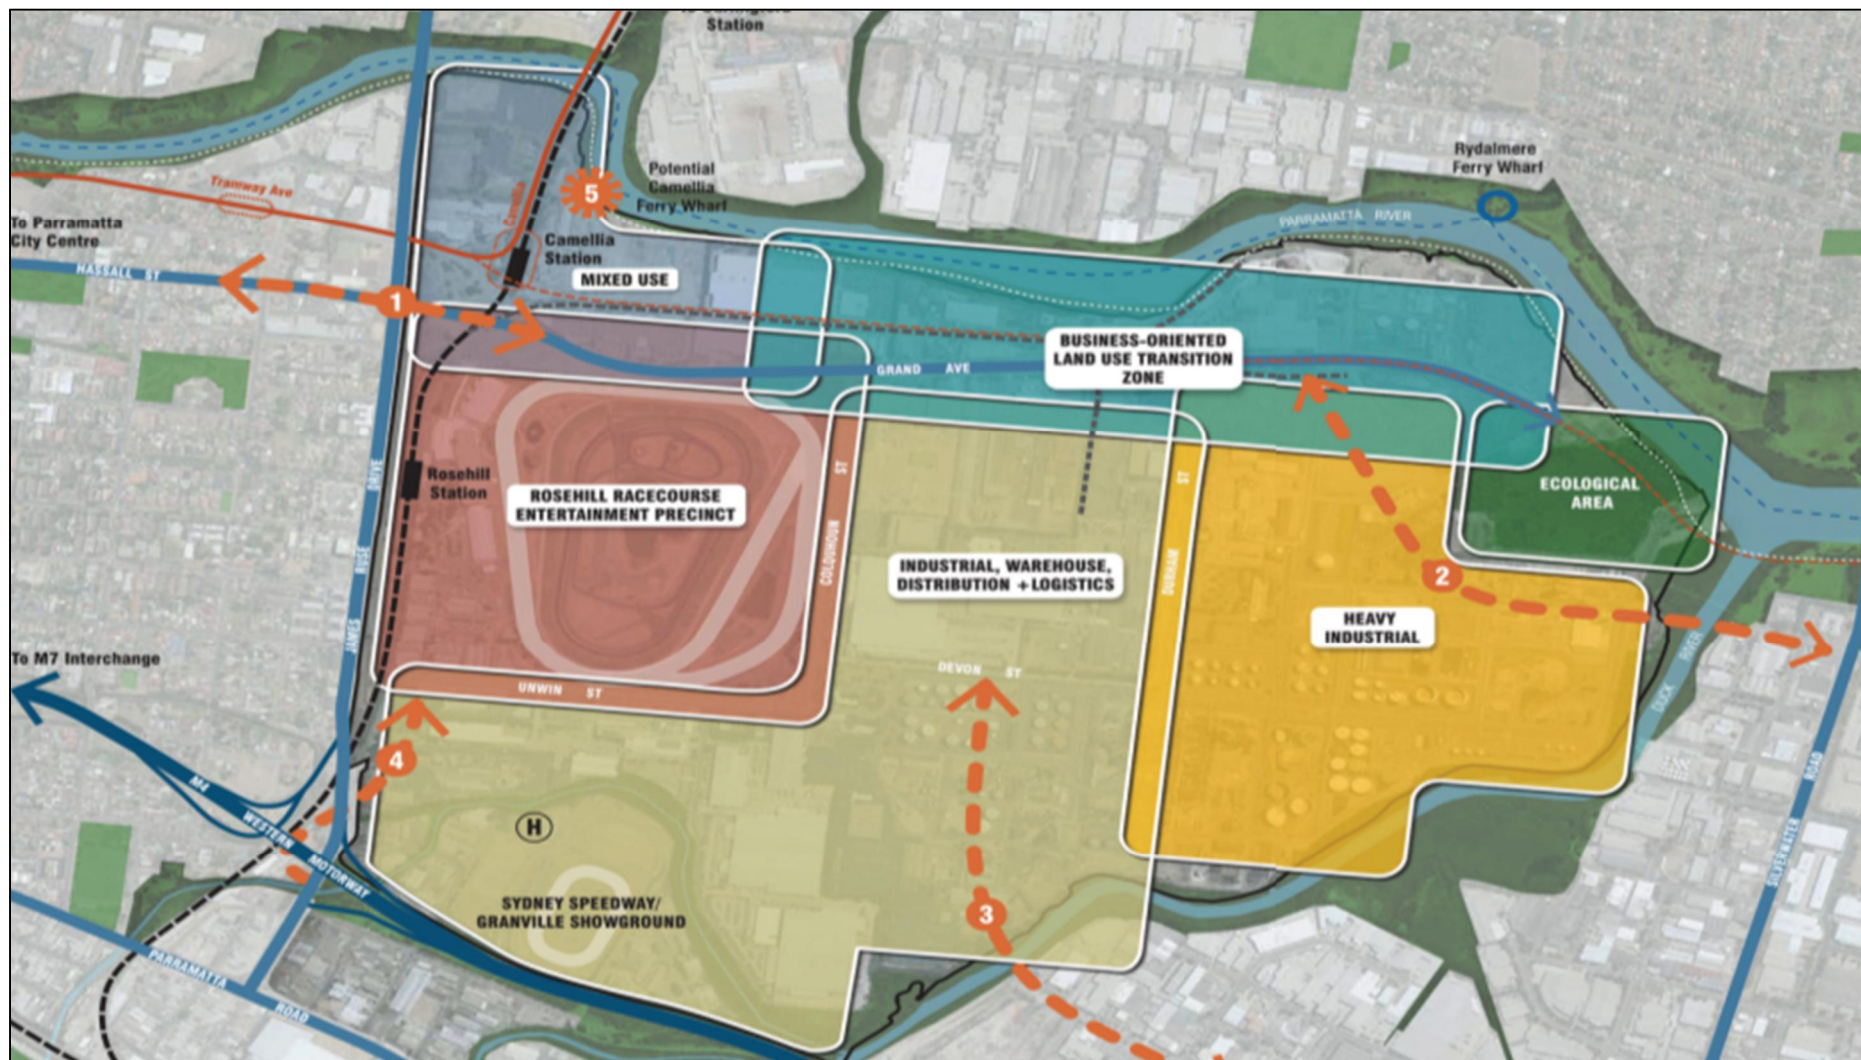 Station
Potential
Camellia
Ferry Wharf
Rydalmere
Ferry Wharf
5
PARRAMATTA RIVER
Tramway Ave
Camellia
To Parramatta
City Centre
Camellia
Station
HASSALL ST
MIXED USE
1
BUSINESS-ORIENTED
LAND USE TRANSITION
ZONE
GRAND AVE
Rosehill
Station
ROSEHILL RACECOURSE
ENTERTAINMENT PRECINCT
ECOLOGICAL
AREA
JAMES RUSE DRIVE
COLQUHOUN ST
DURHAM ST
INDUSTRIAL, WAREHOUSE,
DISTRIBUTION + LOGISTICS
2
HEAVY
INDUSTRIAL
To M7 Interchange
UNWIN ST
DEVON ST
DUCK RIVER
4
M4 WESTERN MOTORWAY
H
SILVERWATER ROAD
SYDNEY SPEEDWAY/
GRANVILLE SHOWGROUND
3
PARRAMATTA ROAD